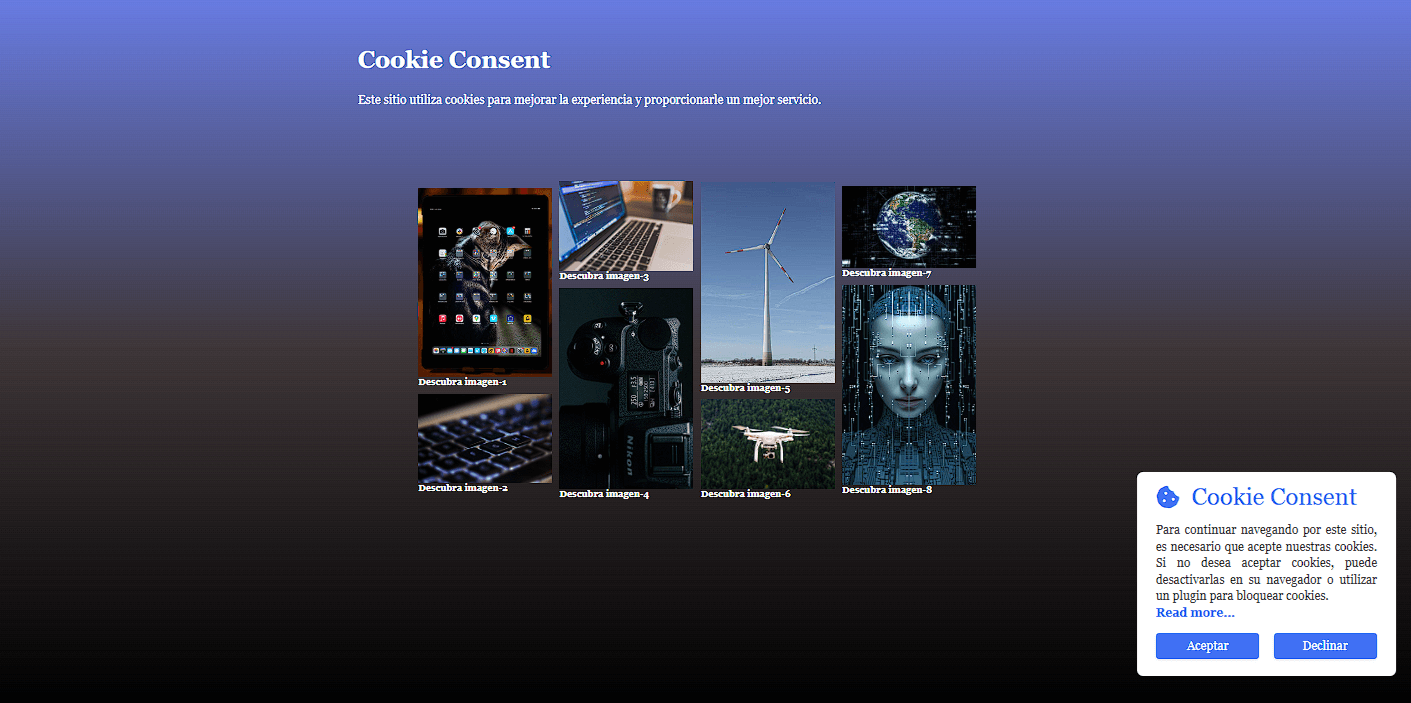 Cookie Consent
Este sitio utiliza cookies para mejorar la experiencia y proporcionarle un mejor servicio.
Descubra imagen-1
Descubra imagen-2
Descubra imagen-3
Nikon
Descubra imagen-4
Descubra imagen-5
Descubra imagen-6
Descubra imagen-7
Descubra imagen-8
Cookie Consent
Para continuar navegando por este sitio,
es necesario que acepte nuestras cookies.
Si no desea aceptar cookies, puede
desactivarlas en su navegador o utilizar
un plugin para bloquear cookies.
Read more...
Aceptar
Declinar